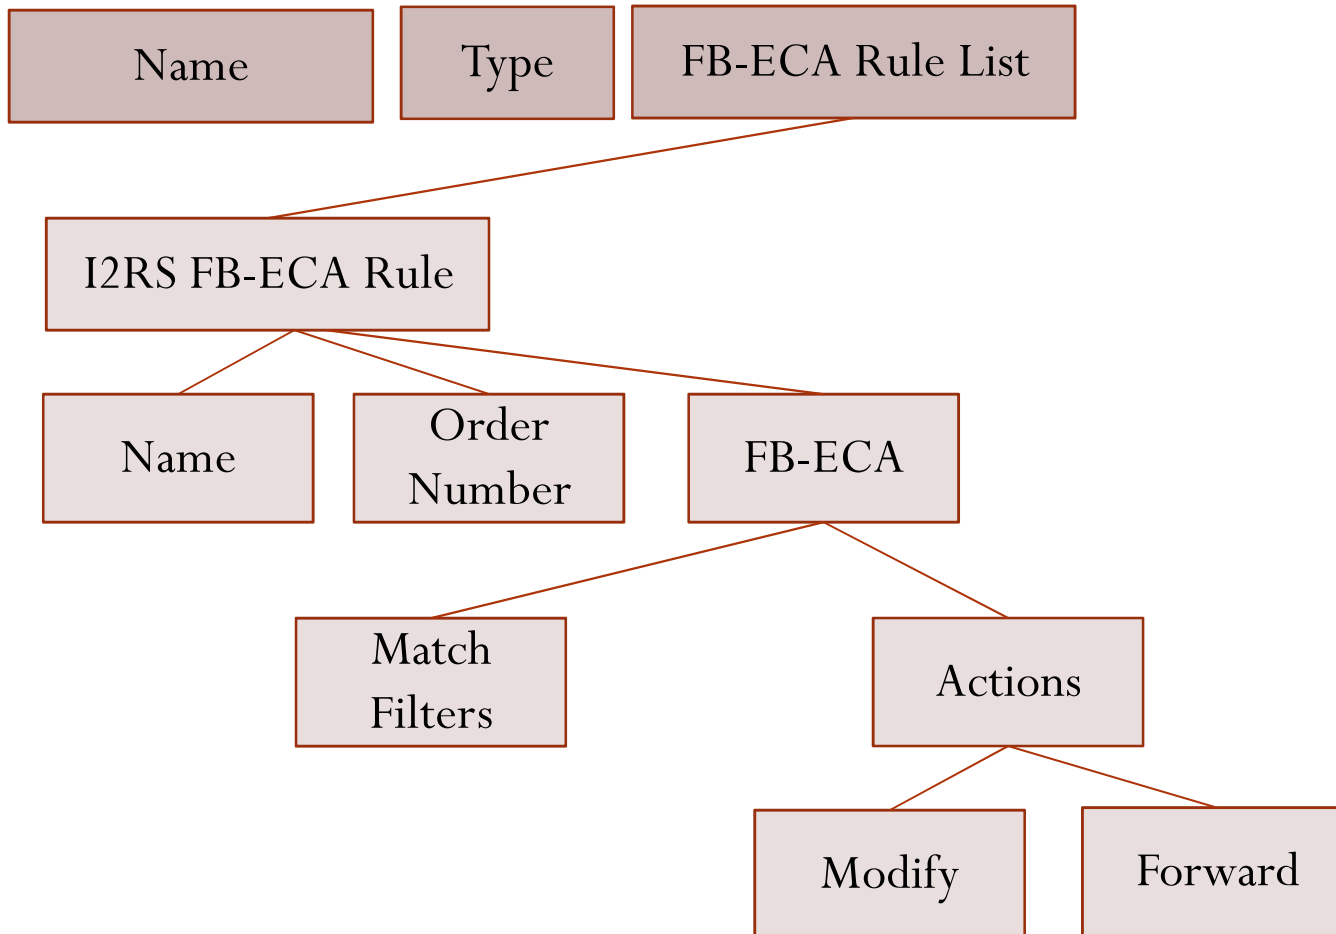 Name
Type
FB-ECA Rule List
I2RS FB-ECA Rule
Name
Order
Number
FB-ECA
Match
Filters
Actions
Modify
Forward